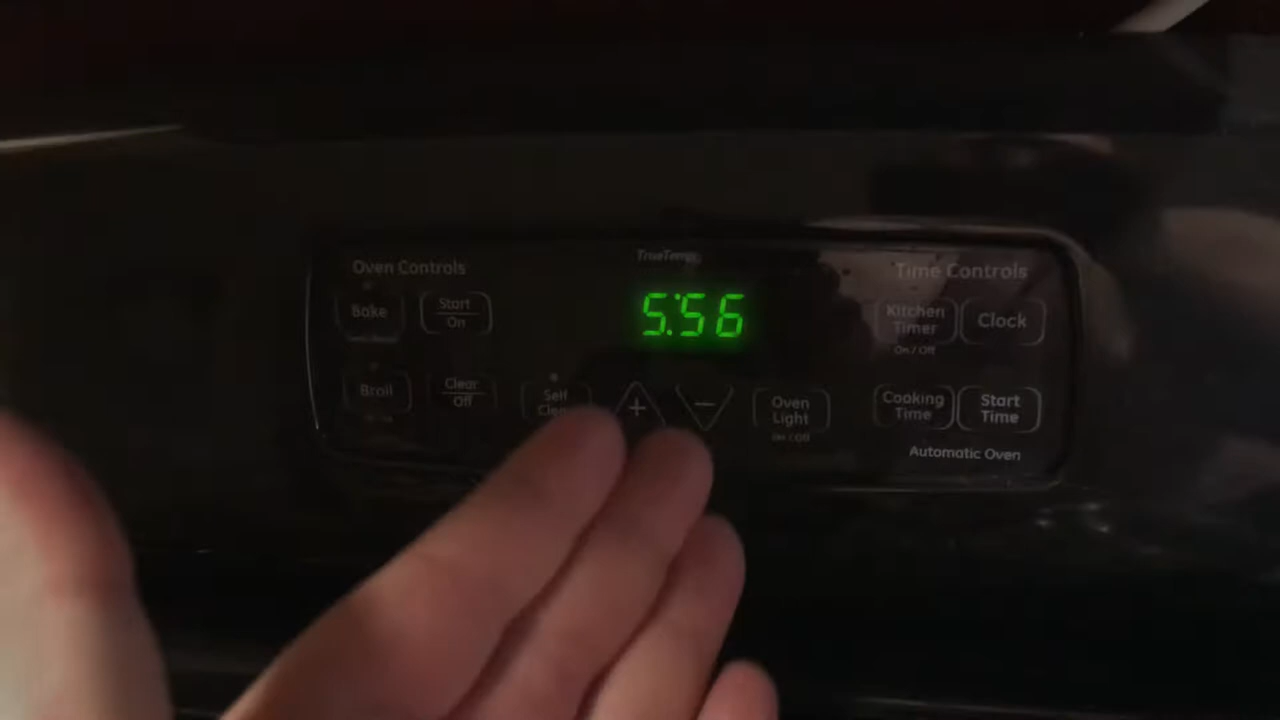 TrueTemp
Oven Controls
Time Controls
Bake
Start
On
5:56
Kitchen
Timer
On / Off
Clock
Broil
Clear
Off
Self
Clean
+
−
Oven
Light
On / Off
Cooking
Time
Start
Time
Automatic Oven